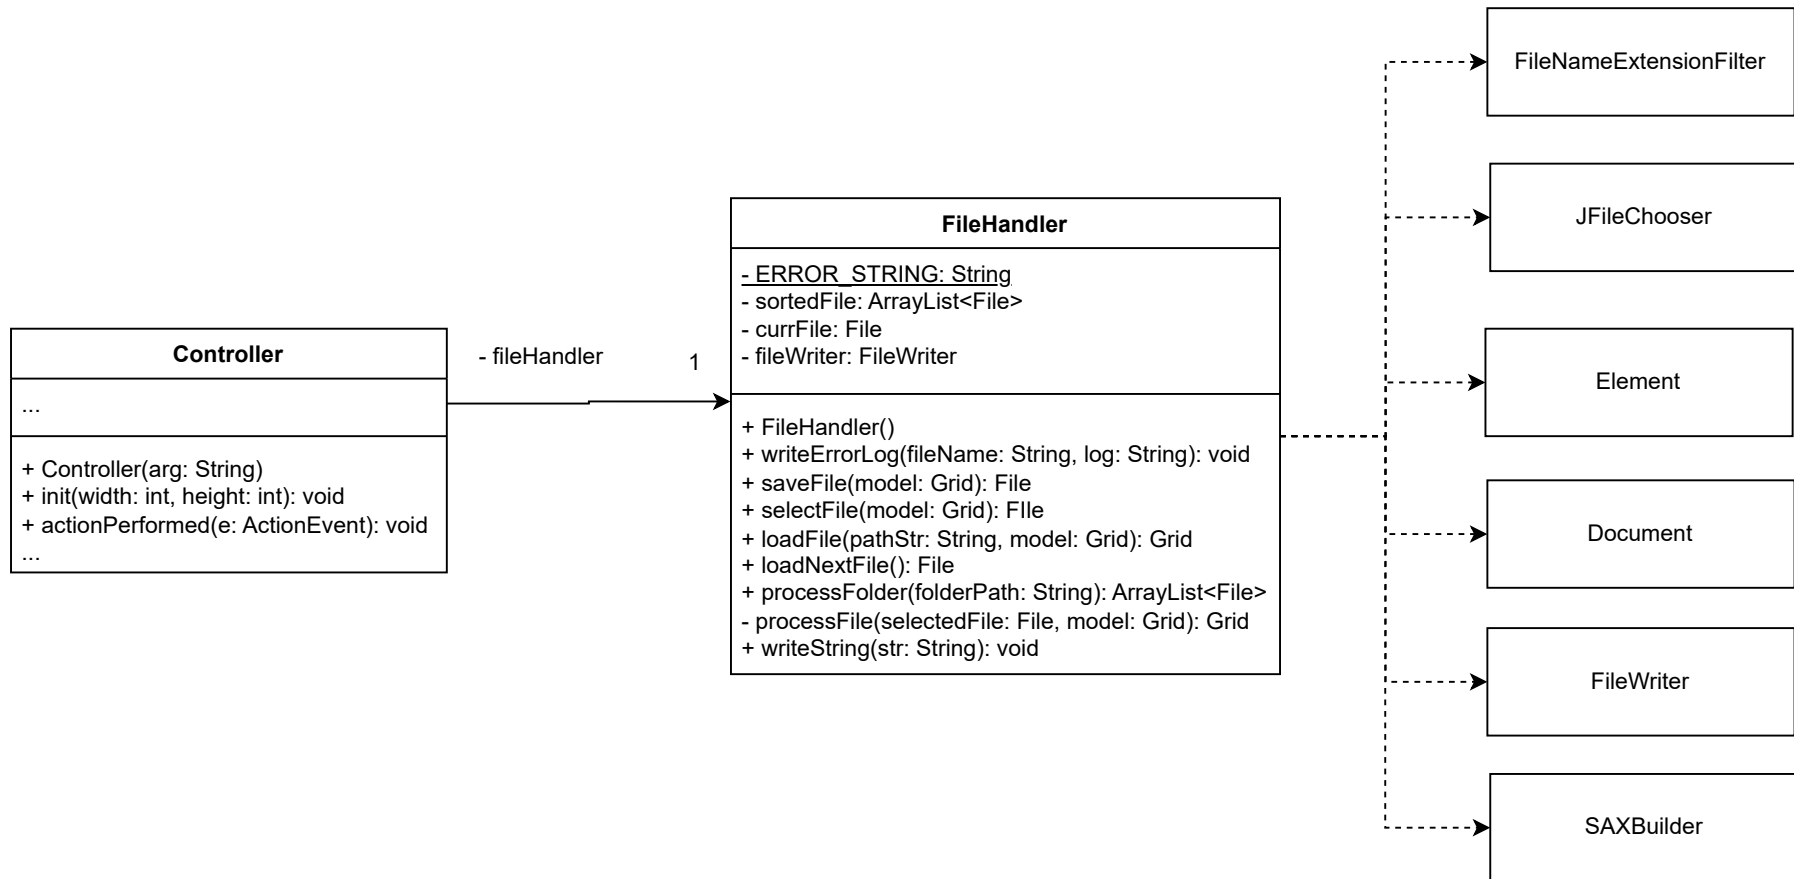 Controller
...
+ Controller(arg: String)
+ init(width: int, height: int): void
+ actionPerformed(e: ActionEvent): void
...
- fileHandler
1
FileHandler
- ERROR_STRING: String
- sortedFile: ArrayList<File>
- currFile: File
- fileWriter: FileWriter
+ FileHandler()
+ writeErrorLog(fileName: String, log: String): void
+ saveFile(model: Grid): File
+ selectFile(model: Grid): FIle
+ loadFile(pathStr: String, model: Grid): Grid
+ loadNextFile(): File
+ processFolder(folderPath: String): ArrayList<File>
- processFile(selectedFile: File, model: Grid): Grid
+ writeString(str: String): void
FileNameExtensionFilter
JFileChooser
Element
Document
FileWriter
SAXBuilder